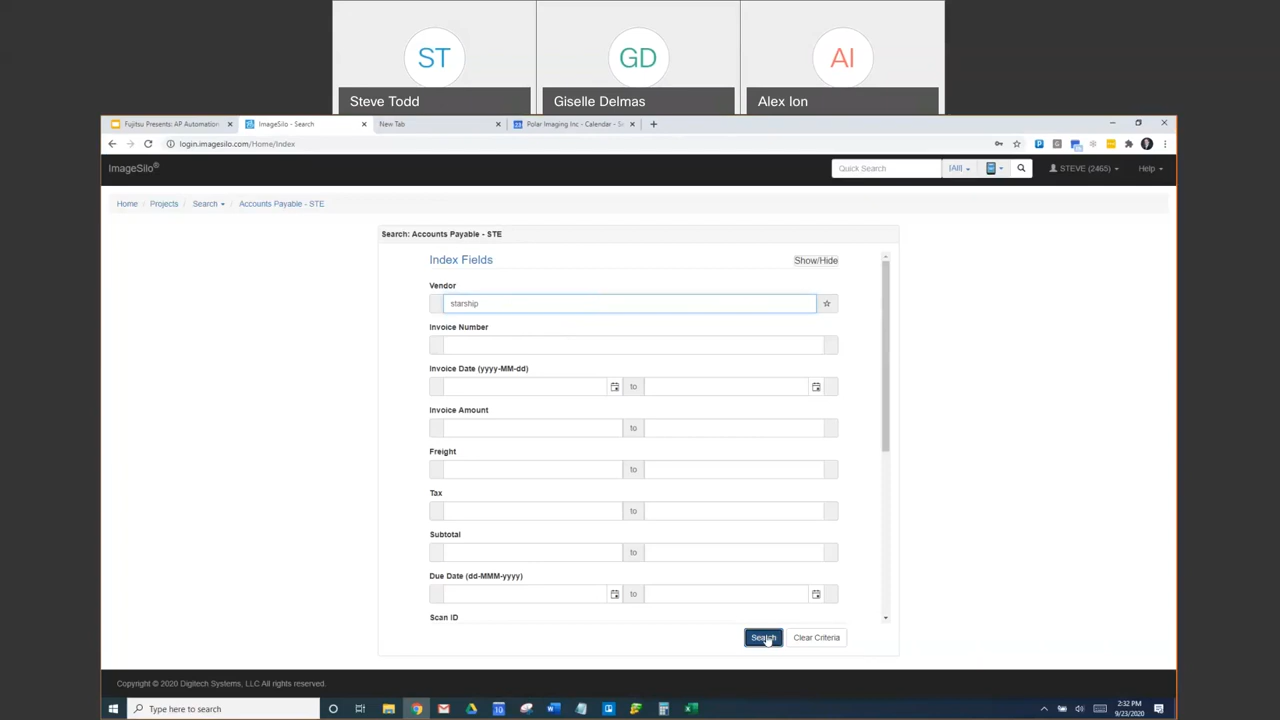 ST
GD
AI
Steve Todd
Giselle Delmas
Alex Ion
Fujitsu Presents: AP Automation
ImageSilo - Search
New Tab
Polar Imaging Inc - Calendar - S
login.imagesilo.com/Home/Index
ImageSilo®
Quick Search
[All]
STEVE (2465)
Help
Home / Projects / Search / Accounts Payable - STE
Search: Accounts Payable - STE
Index Fields
Show/Hide
Vendor
starship
Invoice Number
Invoice Date (yyyy-MM-dd)
to
Invoice Amount
to
Freight
to
Tax
to
Subtotal
to
Due Date (dd-MMM-yyyy)
to
Scan ID
Search
Clear Criteria
Copyright © 2020 Digitech Systems, LLC All rights reserved.
Type here to search
2:32 PM
9/23/2020